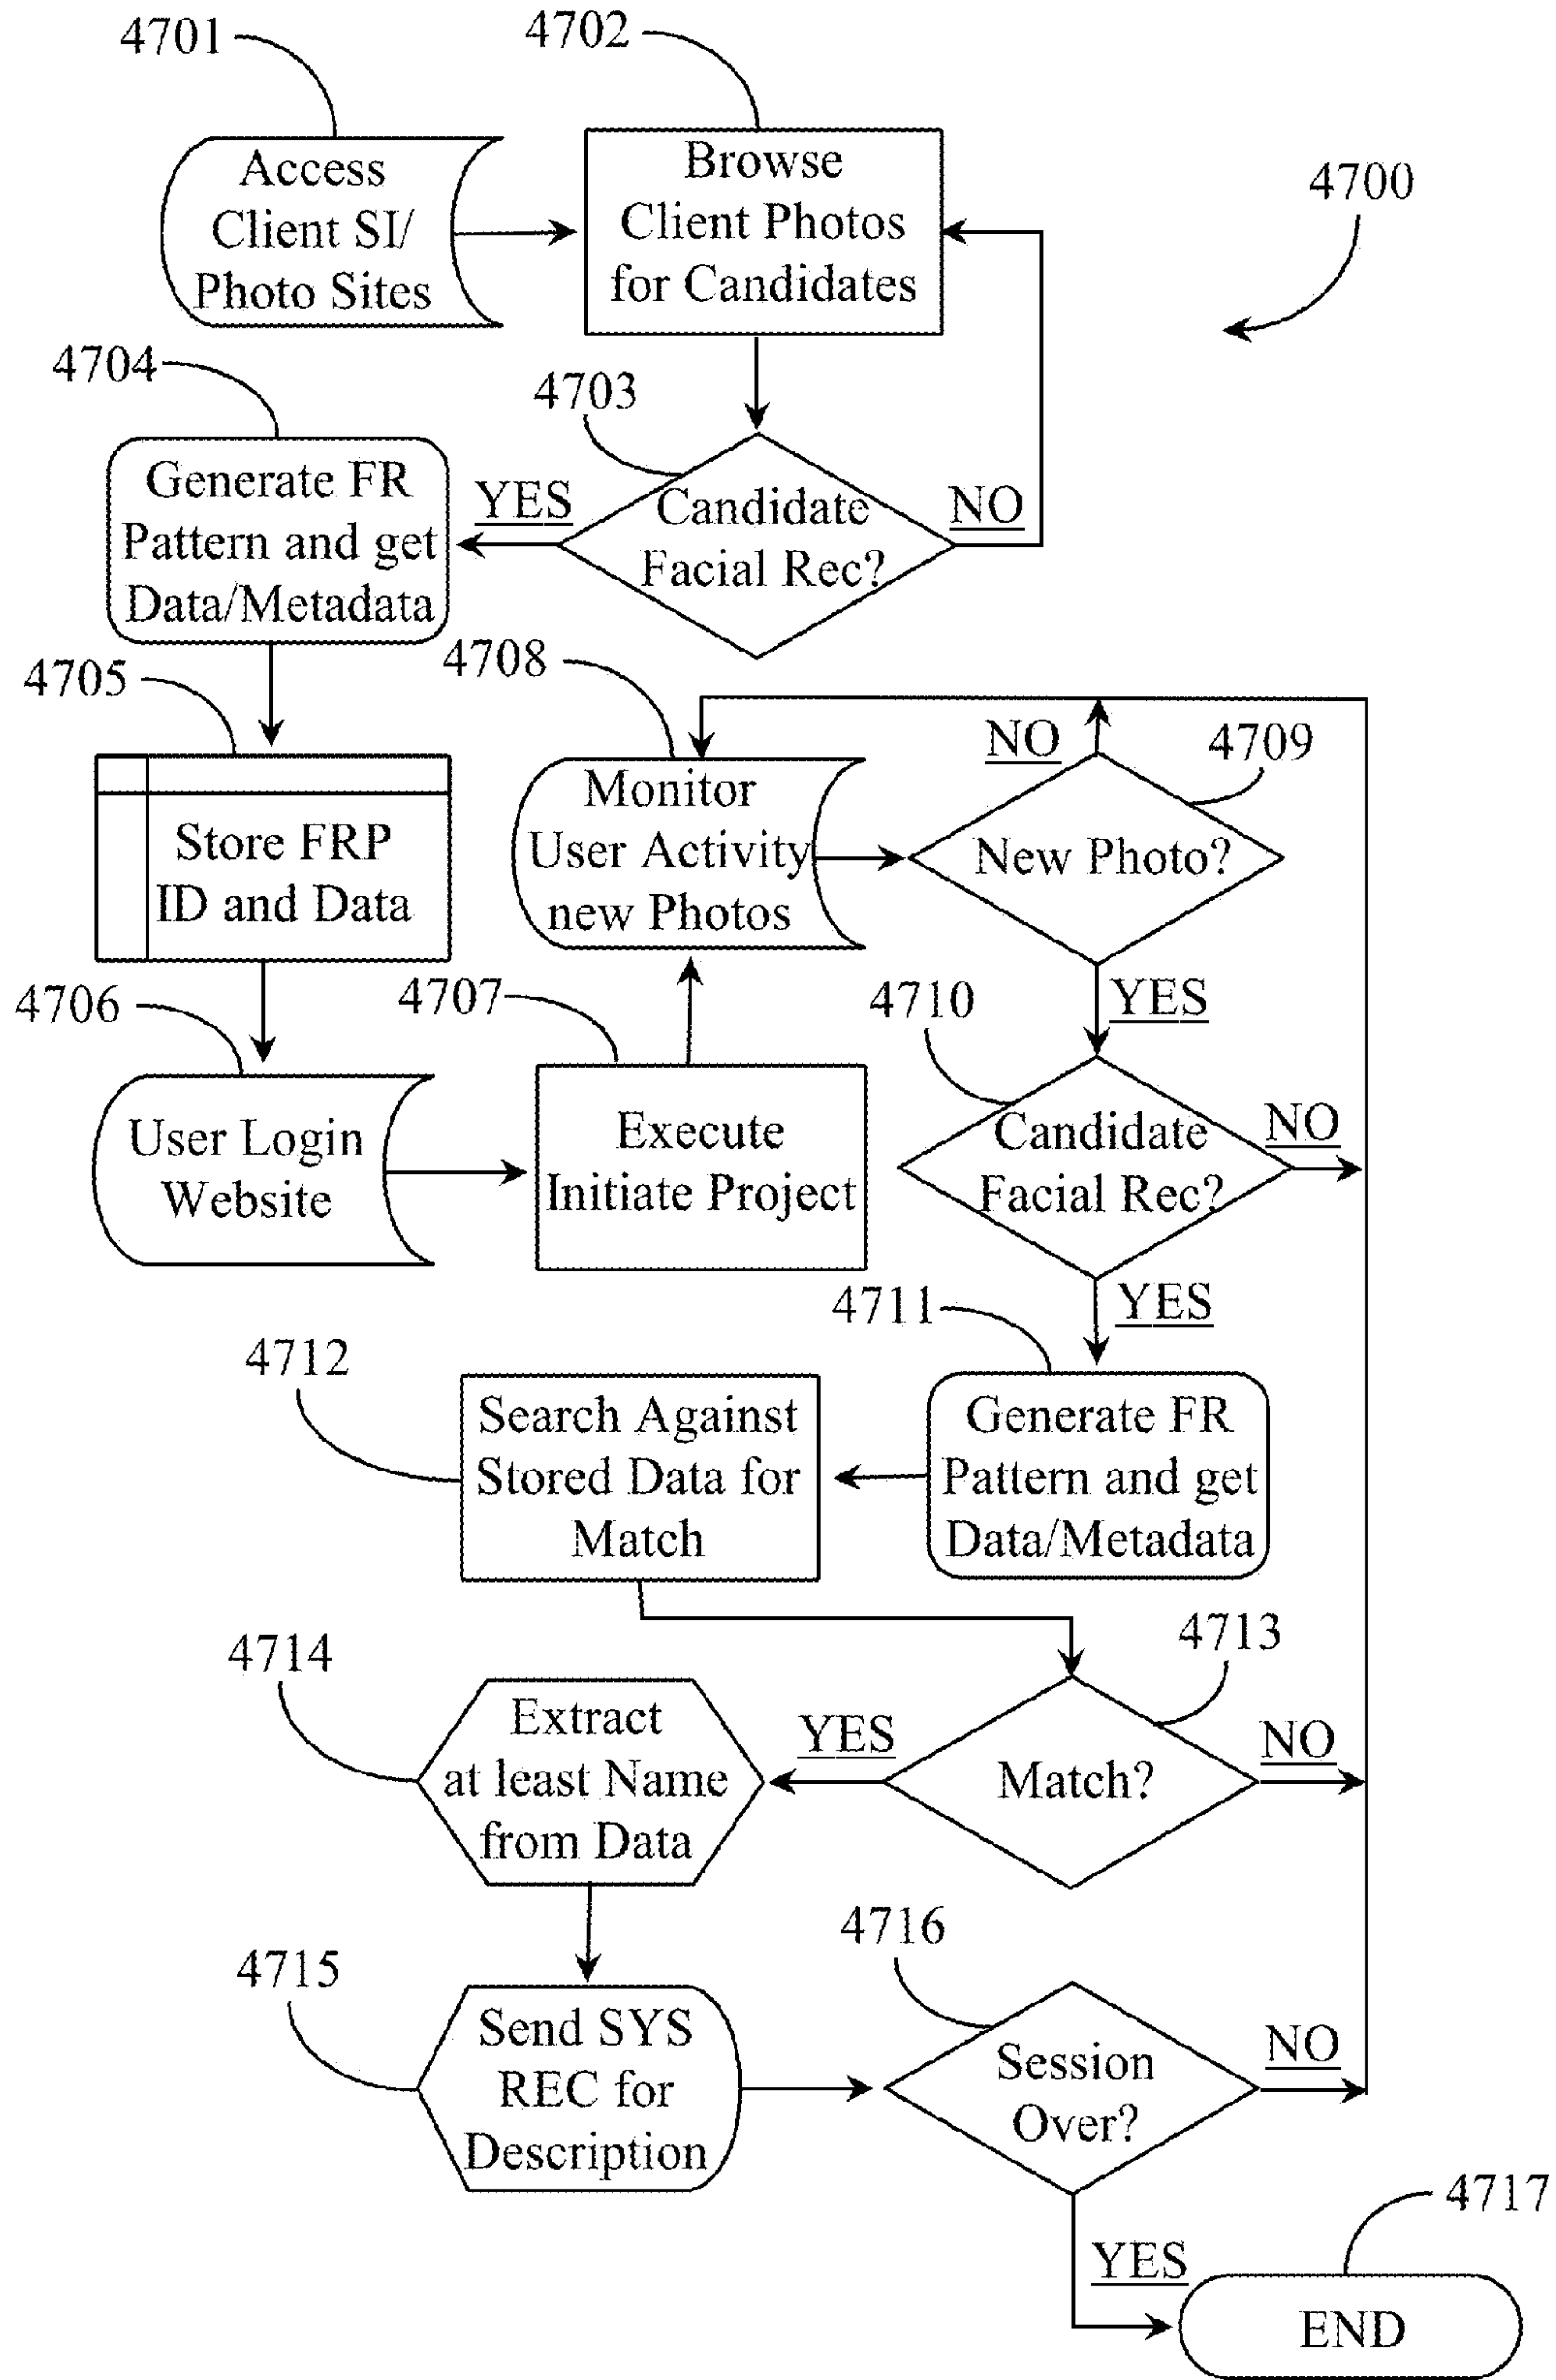 4701
4702
Access
Client SI/
Photo Sites
Browse
Client Photos
for Candidates
4700
4704
4703
Generate FR
Pattern and get
Data/Metadata
YES
Candidate
Facial Rec?
NO
4705
4708
Store FRP
ID and Data
Monitor
User Activity
new Photos
NO
4709
New Photo?
YES
4706
4707
4710
User Login
Website
Execute
Initiate Project
Candidate
Facial Rec?
NO
YES
4711
4712
Search Against
Stored Data for
Match
Generate FR
Pattern and get
Data/Metadata
4713
4714
Extract
at least Name
from Data
YES
Match?
NO
4715
4716
Send SYS
REC for
Description
Session
Over?
NO
YES
4717
END